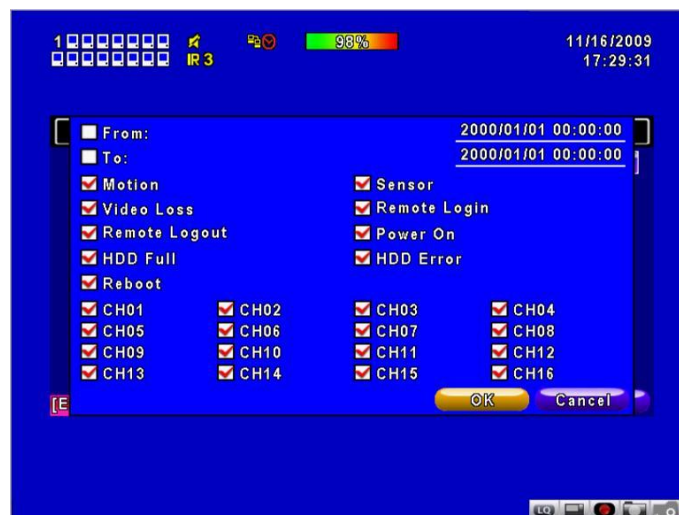 1 98% 11/16/2009
IR 3 17:29:31
From: 2000/01/01 00:00:00
To: 2000/01/01 00:00:00
Motion Sensor
Video Loss Remote Login
Remote Logout Power On
HDD Full HDD Error
Reboot
CH01 CH02 CH03 CH04
CH05 CH06 CH07 CH08
CH09 CH10 CH11 CH12
CH13 CH14 CH15 CH16
[E OK Cancel
LQ